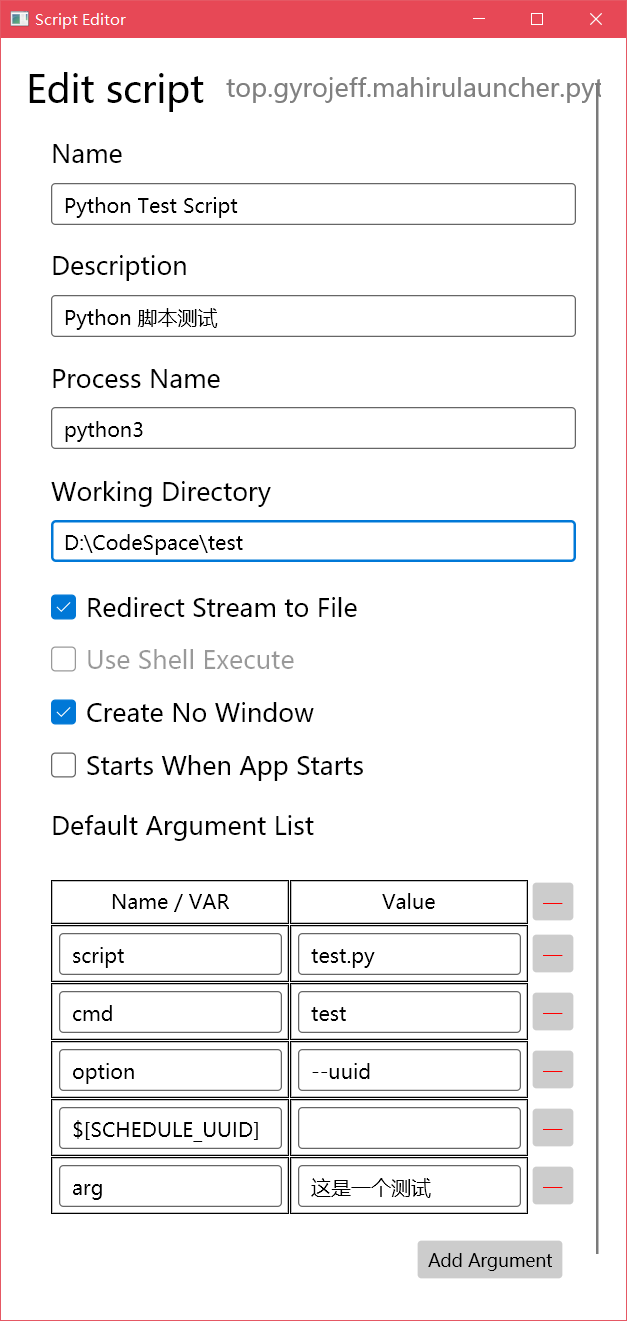 Script Editor
Edit script top.gyrojeff.mahirulauncher.pyt
Name
Python Test Script
Description
Python 脚本测试
Process Name
python3
Working Directory
D:\CodeSpace\test
Redirect Stream to File
Use Shell Execute
Create No Window
Starts When App Starts
Default Argument List
Name / VAR Value
script test.py
cmd test
option --uuid
$[SCHEDULE_UUID]
arg 这是一个测试
Add Argument